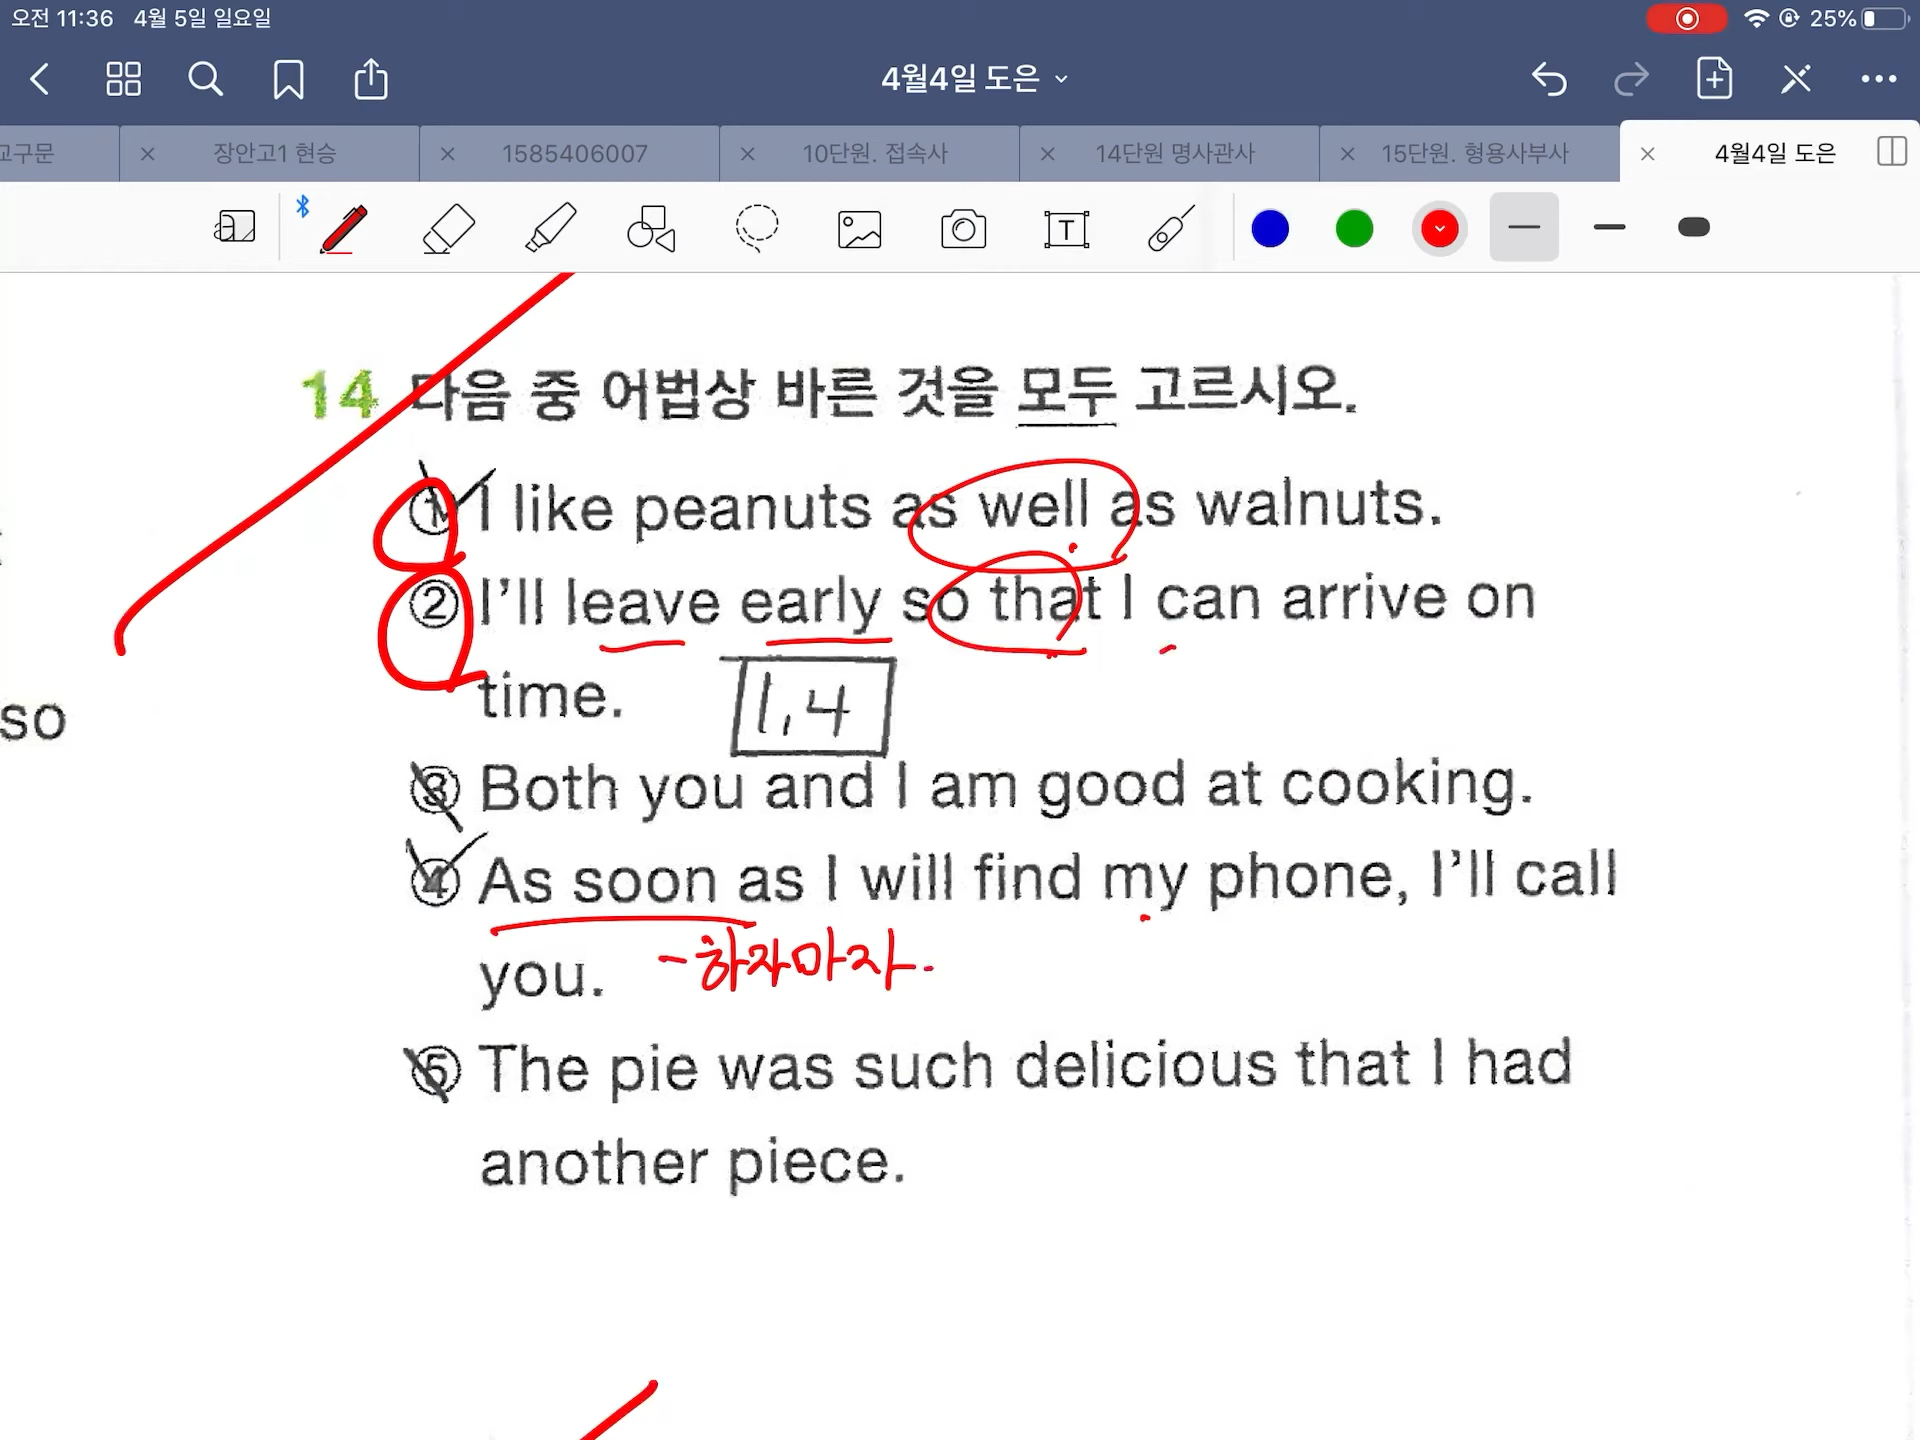 오전 11:36 4월 5일 일요일 25%
4월4일 도은
교구문 장안고1 현승 1585406007 10단원. 접속사 14단원 명사관사 15단원. 형용사부사 4월4일 도은
14 다음 중 어법상 바른 것을 모두 고르시오.
① I like peanuts as well as walnuts.
② I'll leave early so that I can arrive on
time. 1, 4
so
③ Both you and I am good at cooking.
④ As soon as I will find my phone, I'll call
you. ~하자마자.
⑤ The pie was such delicious that I had
another piece.